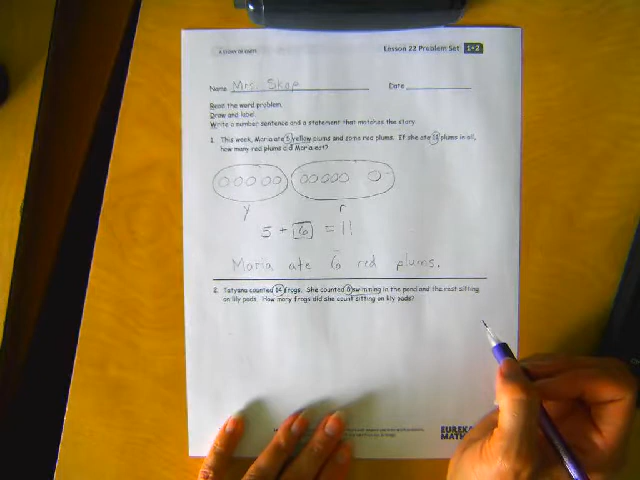 A STORY OF UNITS
Lesson 22 Problem Set 1•2
Name Mrs. Skop Date
Read the word problem.
Draw and label.
Write a number sentence and a statement that matches the story.
1. This week, Maria ate 5 yellow plums and some red plums. If she ate 11 plums in all,
how many red plums did Maria eat?
y r
5 + 6 = 11
Maria ate 6 red plums.
2. Tatyana counted 14 frogs. She counted 8 swimming in the pond and the rest sitting
on lily pads. How many frogs did she count sitting on lily pads?
EUREKA
MATH